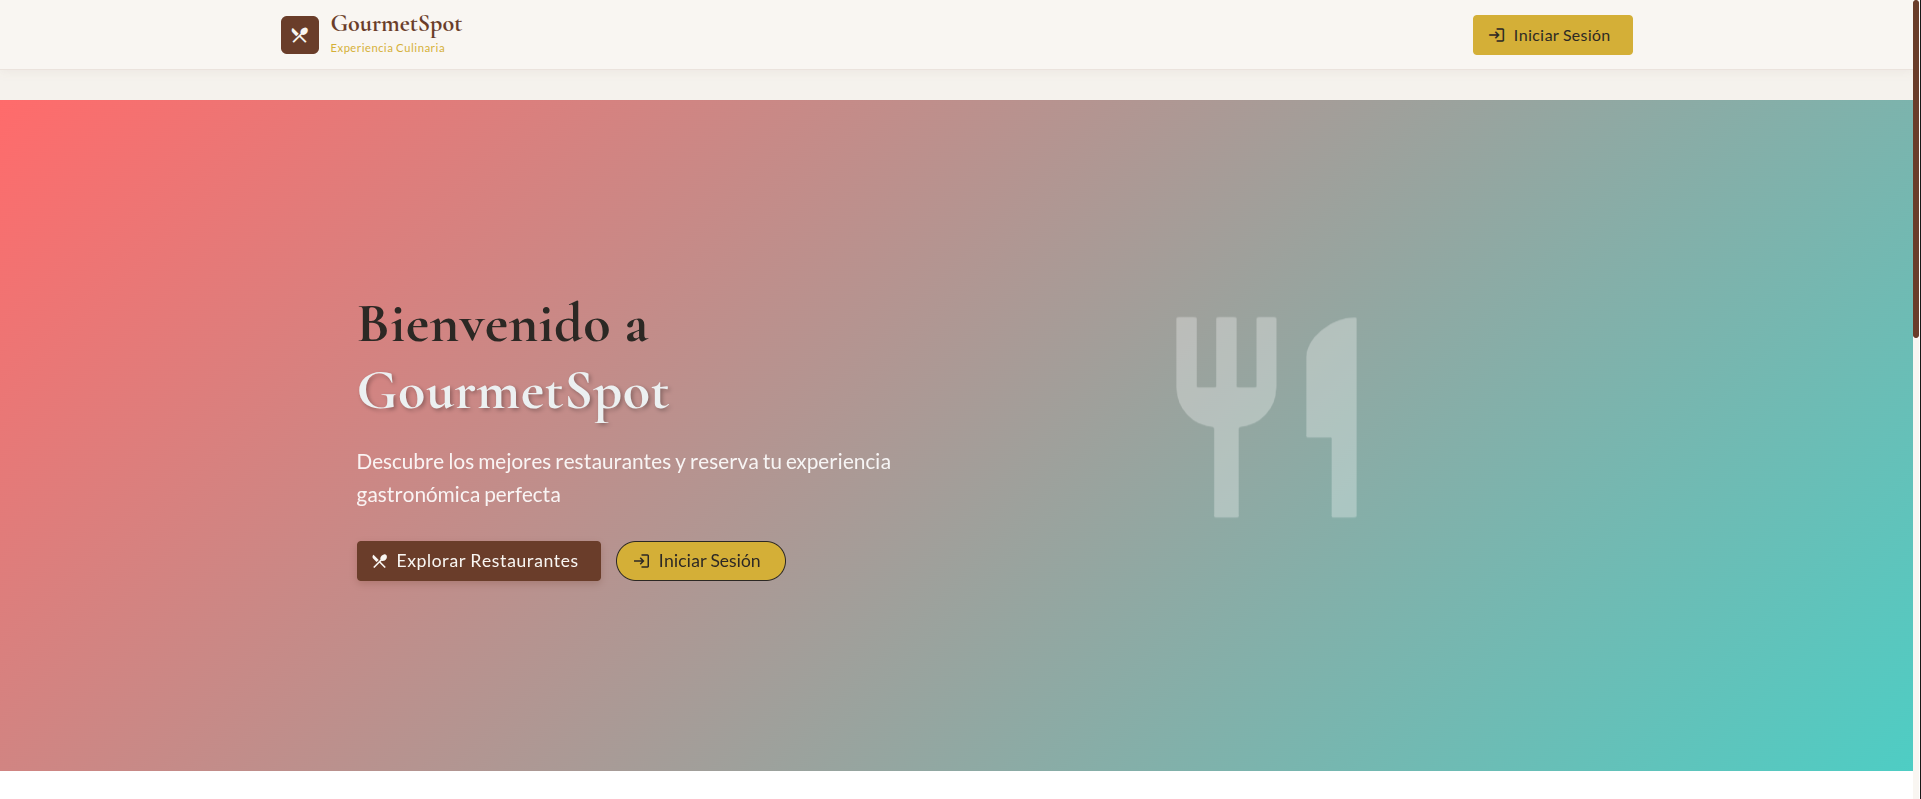 GourmetSpot
Experiencia Culinaria
Iniciar Sesión
Bienvenido a
GourmetSpot
Descubre los mejores restaurantes y reserva tu experiencia
gastronómica perfecta
Explorar Restaurantes
Iniciar Sesión